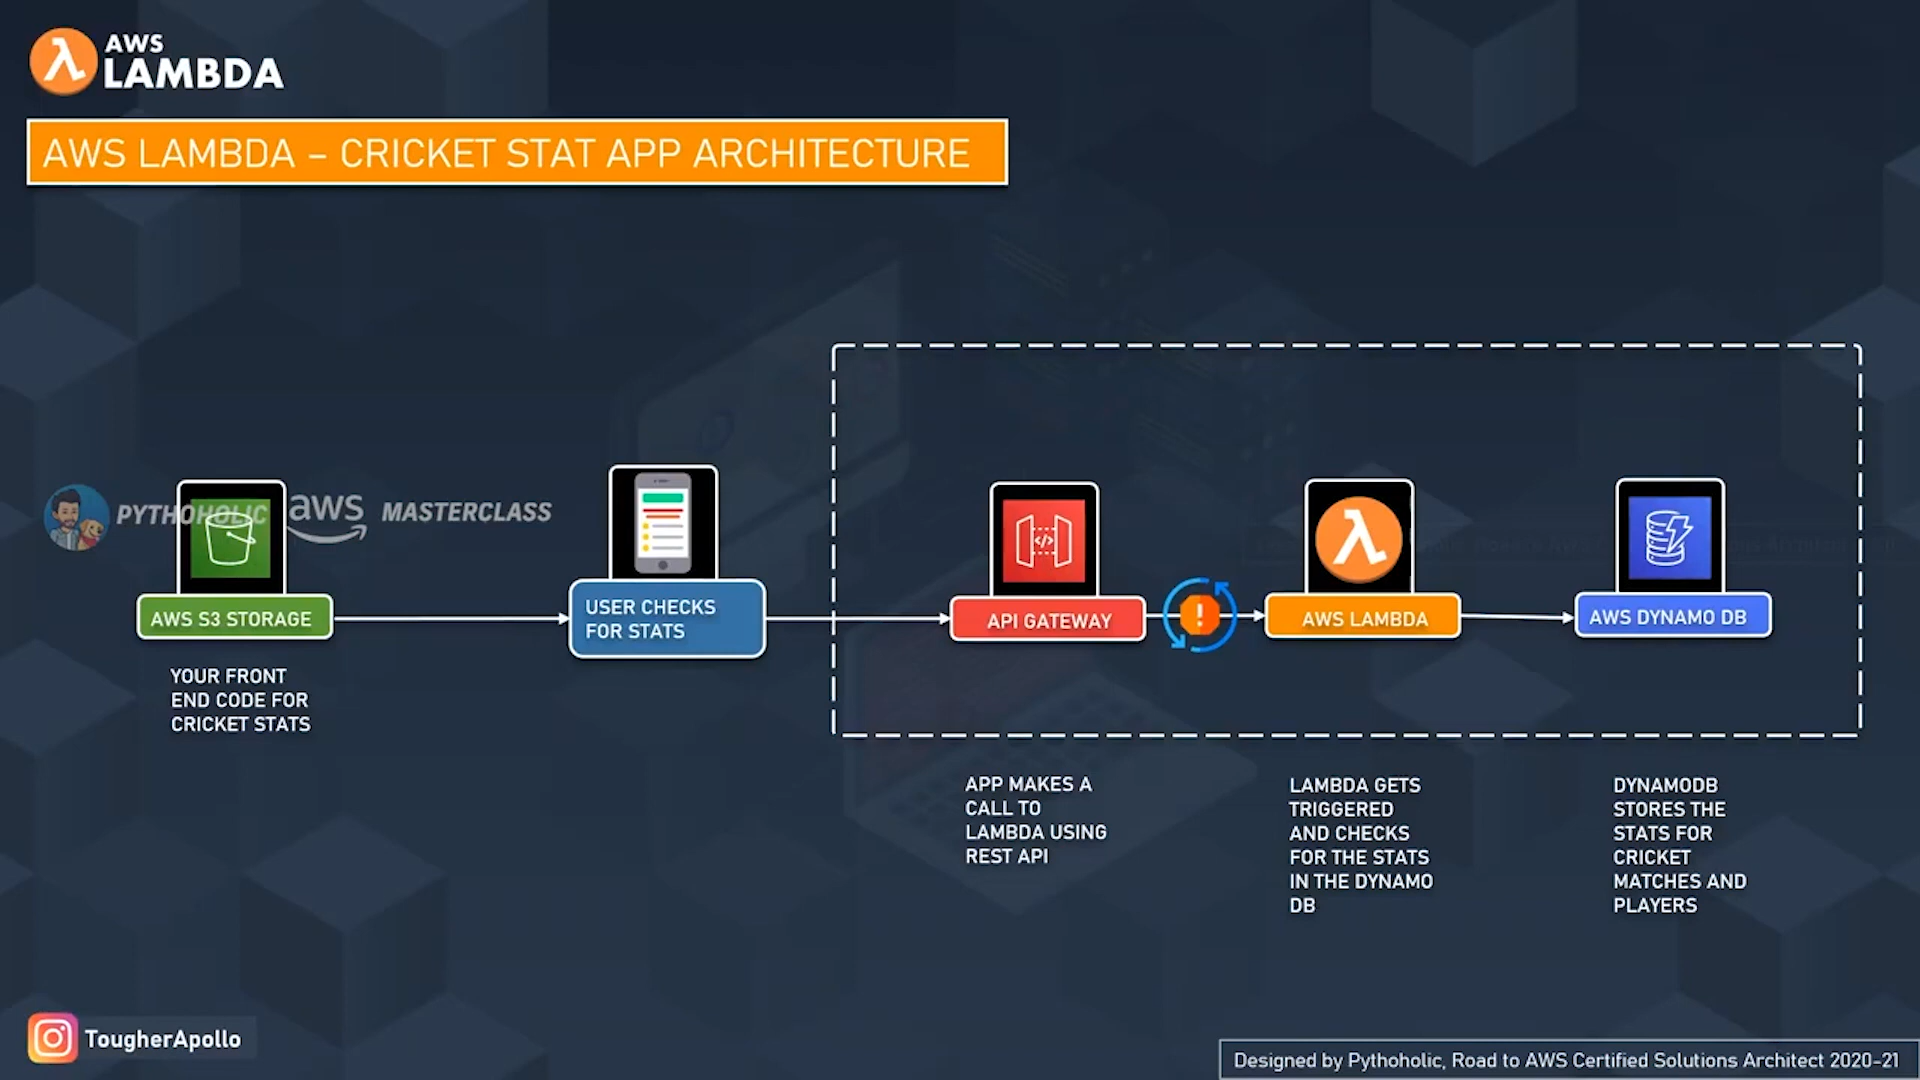 AWS
LAMBDA
AWS LAMBDA – CRICKET STAT APP ARCHITECTURE
PYTHOHOLIC
aws
MASTERCLASS
AWS S3 STORAGE
YOUR FRONT
END CODE FOR
CRICKET STATS
USER CHECKS
FOR STATS
API GATEWAY
AWS LAMBDA
AWS DYNAMO DB
APP MAKES A
CALL TO
LAMBDA USING
REST API
LAMBDA GETS
TRIGGERED
AND CHECKS
FOR THE STATS
IN THE DYNAMO
DB
DYNAMODB
STORES THE
STATS FOR
CRICKET
MATCHES AND
PLAYERS
TougherApollo
Designed by Pythoholic, Road to AWS Certified Solutions Architect 2020-21